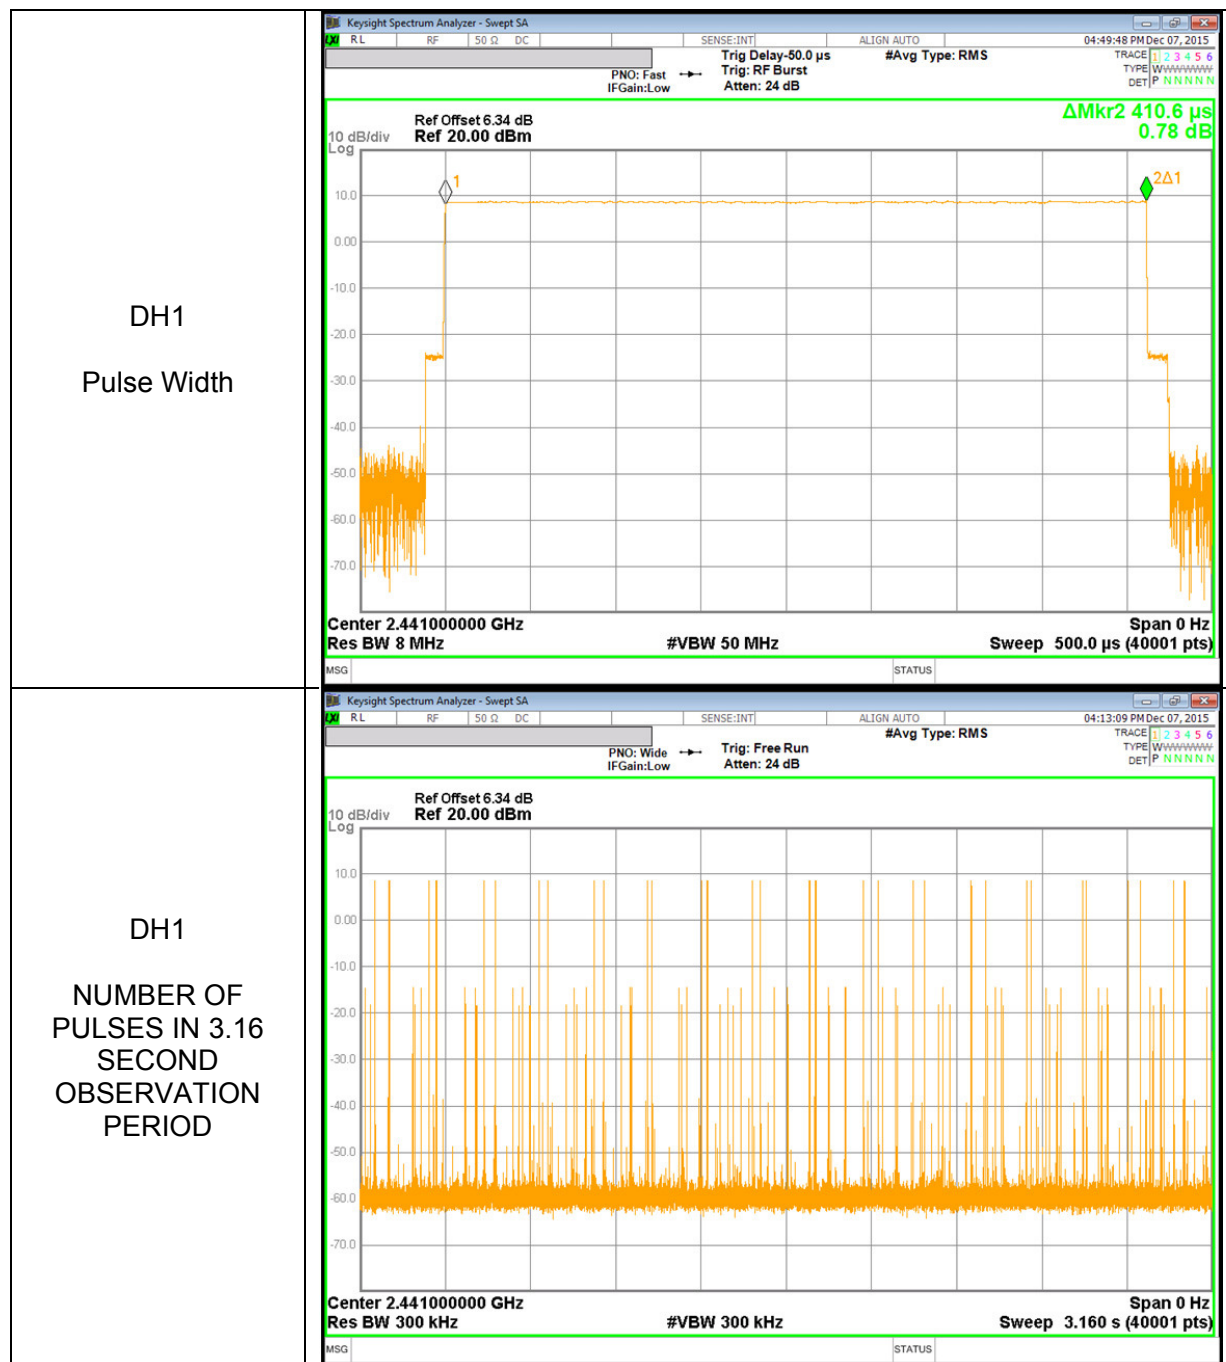 DH1
Pulse Width
Keysight Spectrum Analyzer - Swept SA
LXI RL RF 50 Ω DC SENSE:INT ALIGN AUTO 04:49:48 PM Dec 07, 2015
Trig Delay-50.0 µs #Avg Type: RMS TRACE 1 2 3 4 5 6
PNO: Fast Trig: RF Burst TYPE WWWWWW
IFGain:Low Atten: 24 dB DET P N N N N N
ΔMkr2 410.6 µs
0.78 dB
Ref Offset 6.34 dB
10 dB/div Ref 20.00 dBm
Log
1
2Δ1
10.0
0.00
-10.0
-20.0
-30.0
-40.0
-50.0
-60.0
-70.0
Center 2.441000000 GHz Span 0 Hz
Res BW 8 MHz #VBW 50 MHz Sweep 500.0 µs (40001 pts)
MSG STATUS
DH1
NUMBER OF
PULSES IN 3.16
SECOND
OBSERVATION
PERIOD
Keysight Spectrum Analyzer - Swept SA
LXI RL RF 50 Ω DC SENSE:INT ALIGN AUTO 04:13:09 PM Dec 07, 2015
#Avg Type: RMS TRACE 1 2 3 4 5 6
PNO: Wide Trig: Free Run TYPE WWWWWW
IFGain:Low Atten: 24 dB DET P N N N N N
Ref Offset 6.34 dB
10 dB/div Ref 20.00 dBm
Log
10.0
0.00
-10.0
-20.0
-30.0
-40.0
-50.0
-60.0
-70.0
Center 2.441000000 GHz Span 0 Hz
Res BW 300 kHz #VBW 300 kHz Sweep 3.160 s (40001 pts)
MSG STATUS